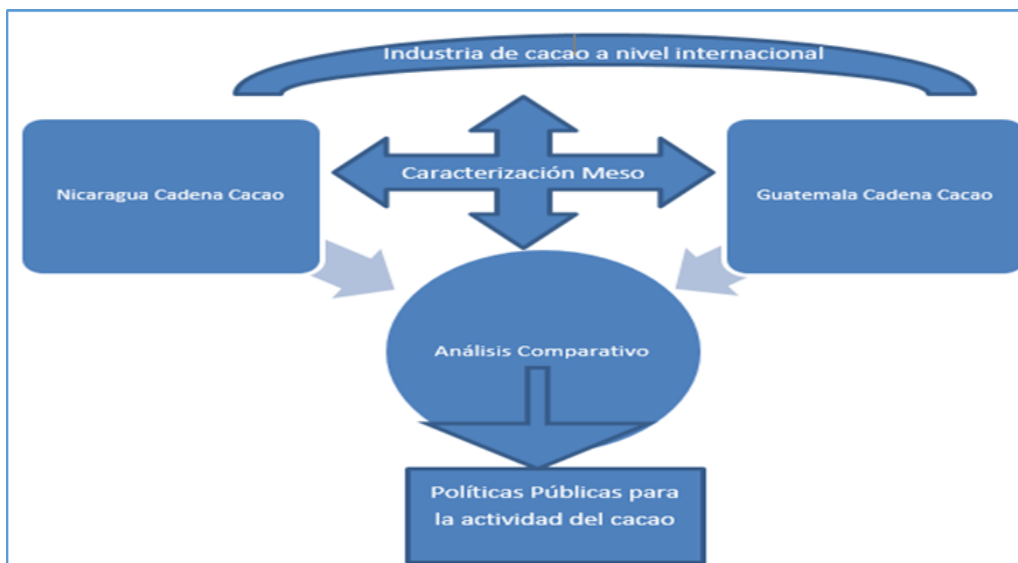 Industria de cacao a nivel internacional
Nicaragua Cadena Cacao
Caracterización Meso
Guatemala Cadena Cacao
Análisis Comparativo
Políticas Públicas para
la actividad del cacao